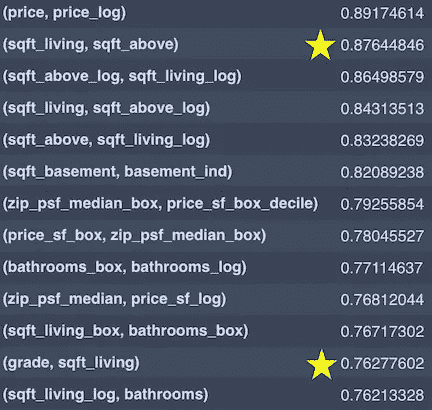 (price, price_log) 0.89174614
(sqft_living, sqft_above) 0.87644846
(sqft_above_log, sqft_living_log) 0.86498579
(sqft_living, sqft_above_log) 0.84313513
(sqft_above, sqft_living_log) 0.83238269
(sqft_basement, basement_ind) 0.82089238
(zip_psf_median_box, price_sf_box_decile) 0.79255854
(price_sf_box, zip_psf_median_box) 0.78045527
(bathrooms_box, bathrooms_log) 0.77114637
(zip_psf_median, price_sf_log) 0.76812044
(sqft_living_box, bathrooms_box) 0.76717302
(grade, sqft_living) 0.76277602
(sqft_living_log, bathrooms) 0.76213328